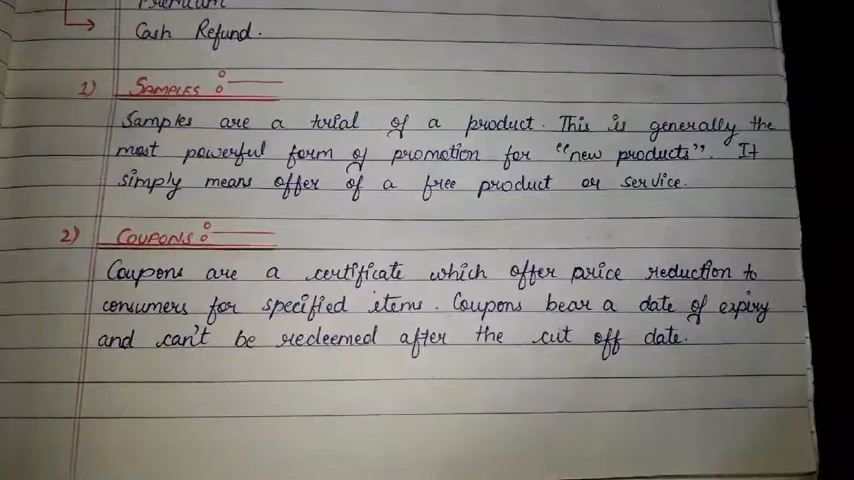 Premium
Cash Refund.
1) SAMPLES :
Samples are a trial of a product. This is generally the
most powerful form of promotion for "new products". It
simply means offer of a free product or service.
2) COUPONS :
Coupons are a certificate which offer price reduction to
consumers for specified items. Coupons bear a date of expiry
and can't be redeemed after the cut off date.